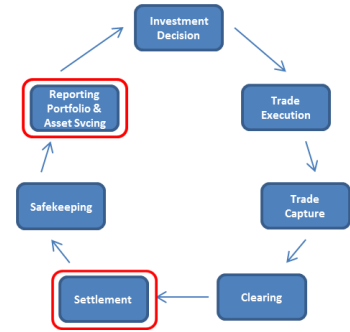 Investment
Decision
Trade
Execution
Trade
Capture
Clearing
Settlement
Safekeeping
Reporting
Portfolio &
Asset Svcing